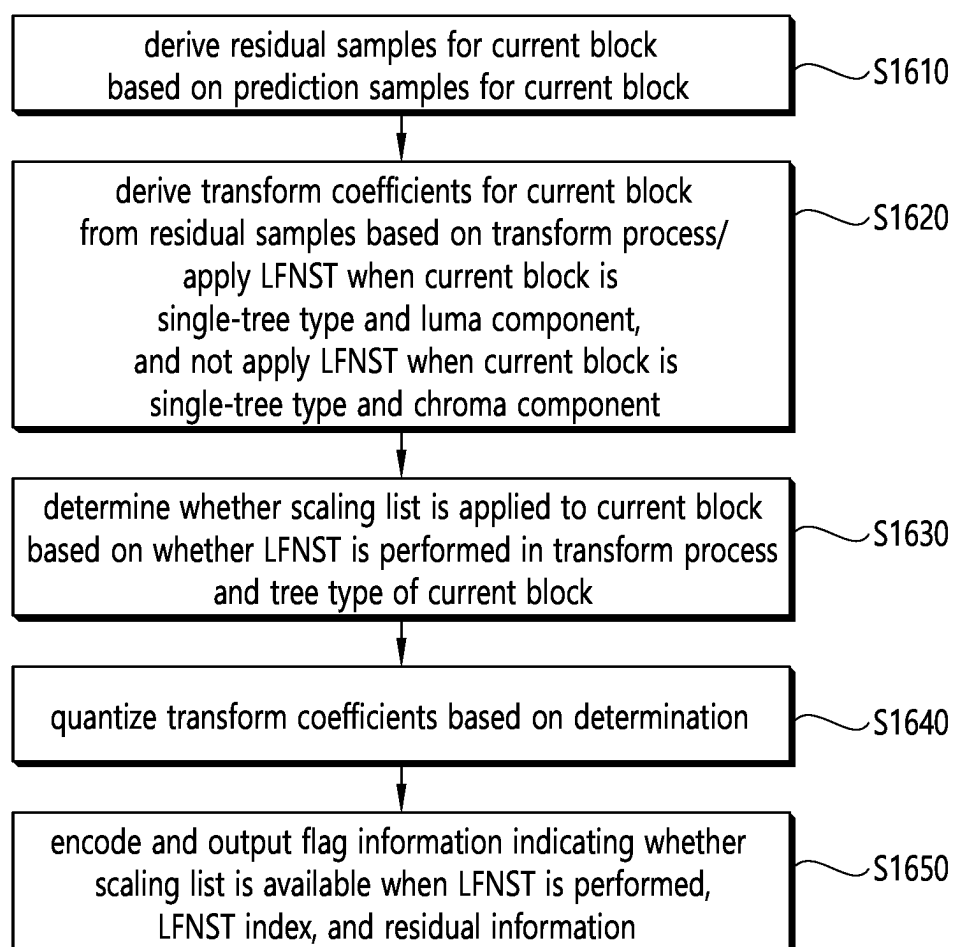 derive residual samples for current block
based on prediction samples for current block
S1610
derive transform coefficients for current block
from residual samples based on transform process/
apply LFNST when current block is
single-tree type and luma component,
and not apply LFNST when current block is
single-tree type and chroma component
S1620
determine whether scaling list is applied to current block
based on whether LFNST is performed in transform process
and tree type of current block
S1630
quantize transform coefficients based on determination
S1640
encode and output flag information indicating whether
scaling list is available when LFNST is performed,
LFNST index, and residual information
S1650